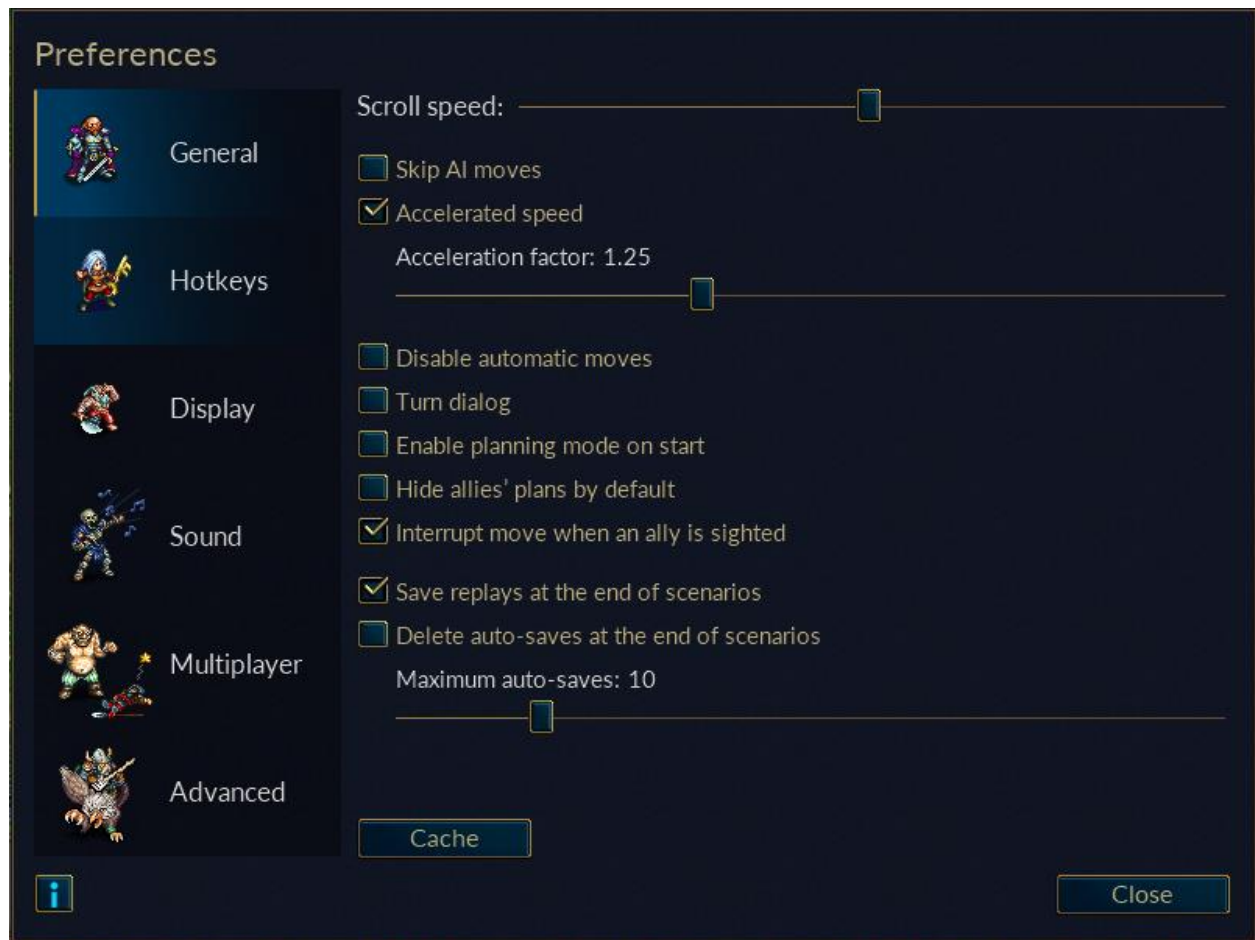 Preferences
General
Hotkeys
Display
Sound
Multiplayer
Advanced
Scroll speed:
Skip AI moves
Accelerated speed
Acceleration factor: 1.25
Disable automatic moves
Turn dialog
Enable planning mode on start
Hide allies’ plans by default
Interrupt move when an ally is sighted
Save replays at the end of scenarios
Delete auto-saves at the end of scenarios
Maximum auto-saves: 10
Cache
i
Close